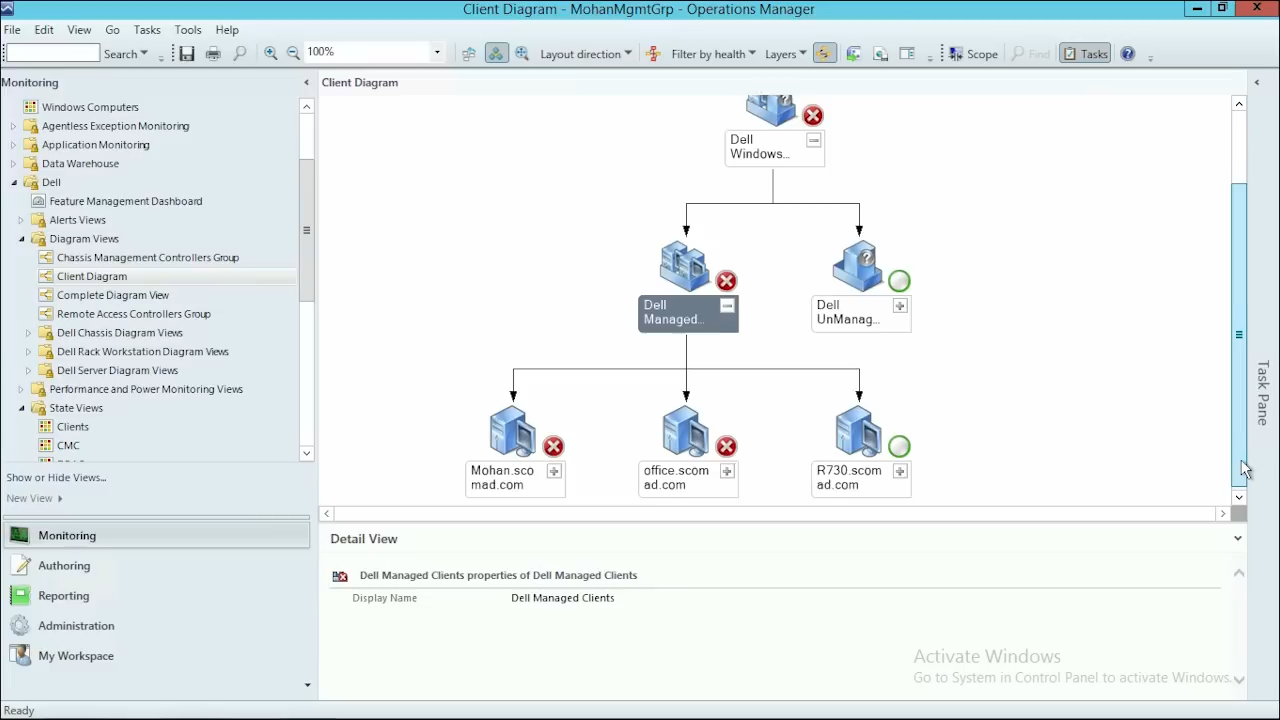 Client Diagram - MohanMgmtGrp - Operations Manager
File Edit View Go Tasks Tools Help
Search 100% Layout direction Filter by health Layers Scope Find Tasks
Monitoring
Windows Computers
Agentless Exception Monitoring
Application Monitoring
Data Warehouse
Dell
Feature Management Dashboard
Alerts Views
Diagram Views
Chassis Management Controllers Group
Client Diagram
Complete Diagram View
Remote Access Controllers Group
Dell Chassis Diagram Views
Dell Rack Workstation Diagram Views
Dell Server Diagram Views
Performance and Power Monitoring Views
State Views
Clients
CMC
Show or Hide Views...
New View
Monitoring
Authoring
Reporting
Administration
My Workspace
Client Diagram
Dell
Windows...
Dell
Managed...
Dell
UnManag...
Mohan.sco
mad.com
office.scom
ad.com
R730.scom
ad.com
Task Pane
Detail View
Dell Managed Clients properties of Dell Managed Clients
Display Name Dell Managed Clients
Activate Windows
Go to System in Control Panel to activate Windows.
Ready